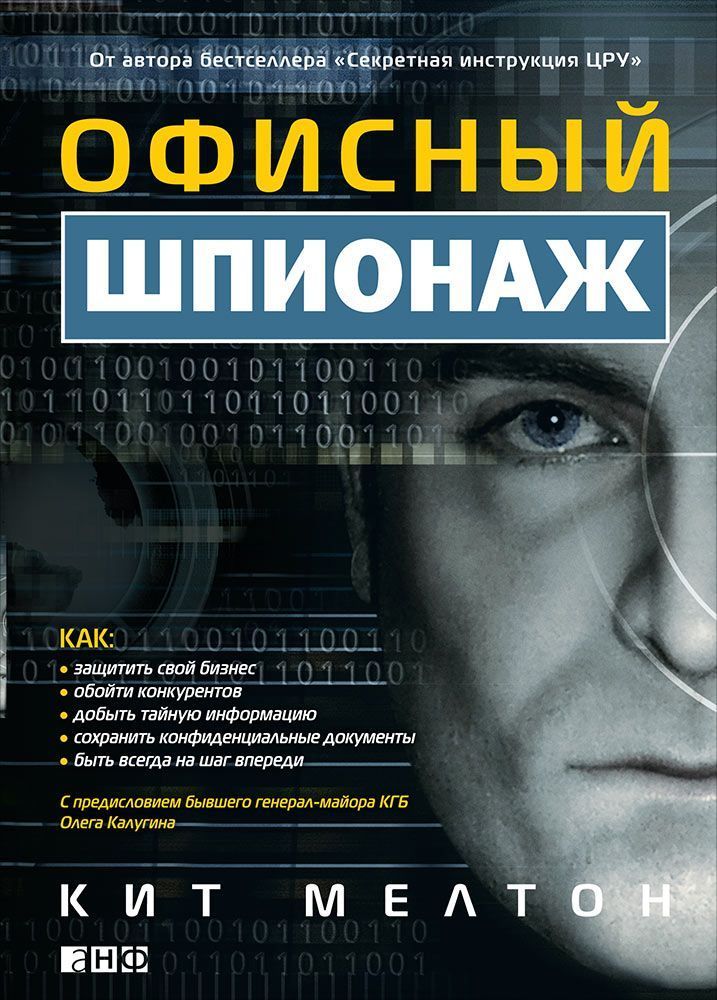 От автора бестселлера «Секретная инструкция ЦРУ»
ОФИСНЫЙ
ШПИОНАЖ
КАК:
• защитить свой бизнес
• обойти конкурентов
• добыть тайную информацию
• сохранить конфиденциальные документы
• быть всегда на шаг впереди
С предисловием бывшего генерал-майора КГБ
Олега Калугина
КИТ МЕЛТОН
анф